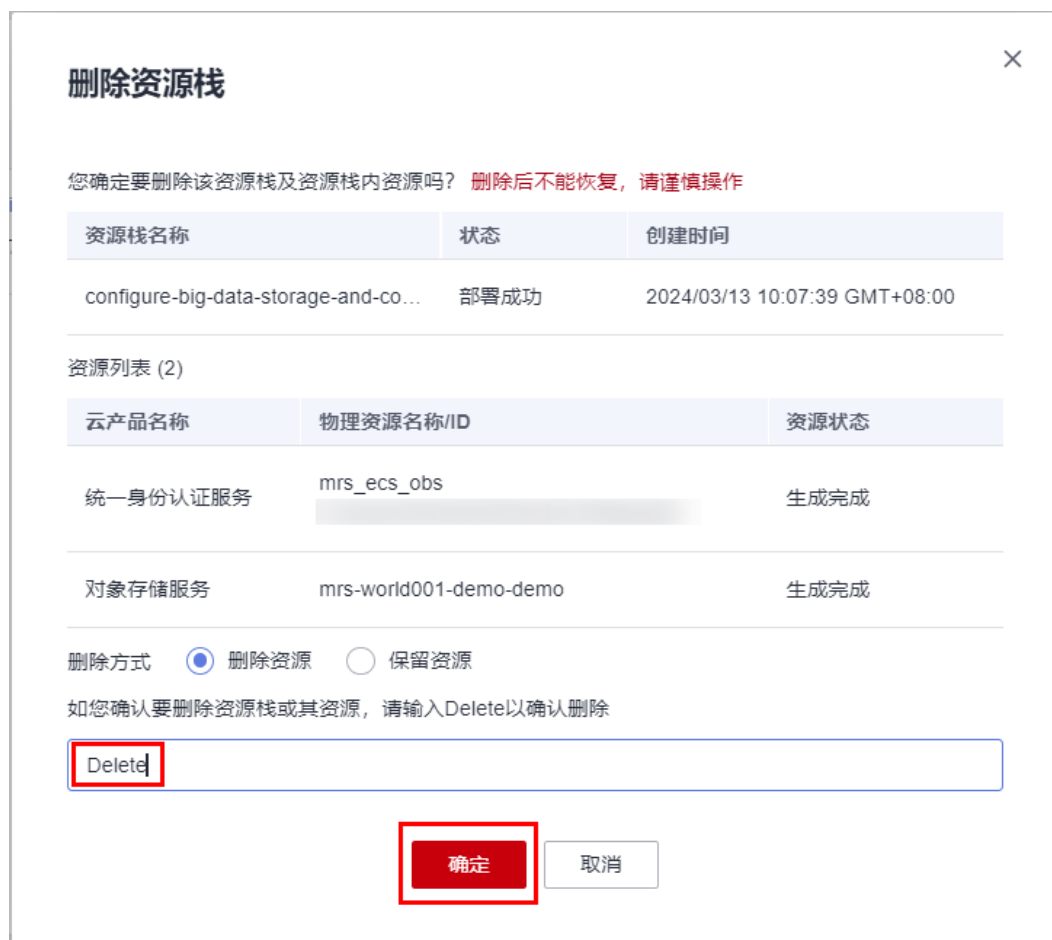 删除资源栈
您确定要删除该资源栈及资源栈内资源吗? 删除后不能恢复，请谨慎操作
资源栈名称 状态 创建时间
configure-big-data-storage-and-co... 部署成功 2024/03/13 10:07:39 GMT+08:00
资源列表 (2)
云产品名称 物理资源名称/ID 资源状态
统一身份认证服务 mrs_ecs_obs 生成完成
对象存储服务 mrs-world001-demo-demo 生成完成
删除方式 删除资源 保留资源
如您确认要删除资源栈或其资源，请输入Delete以确认删除
Delete
确定 取消